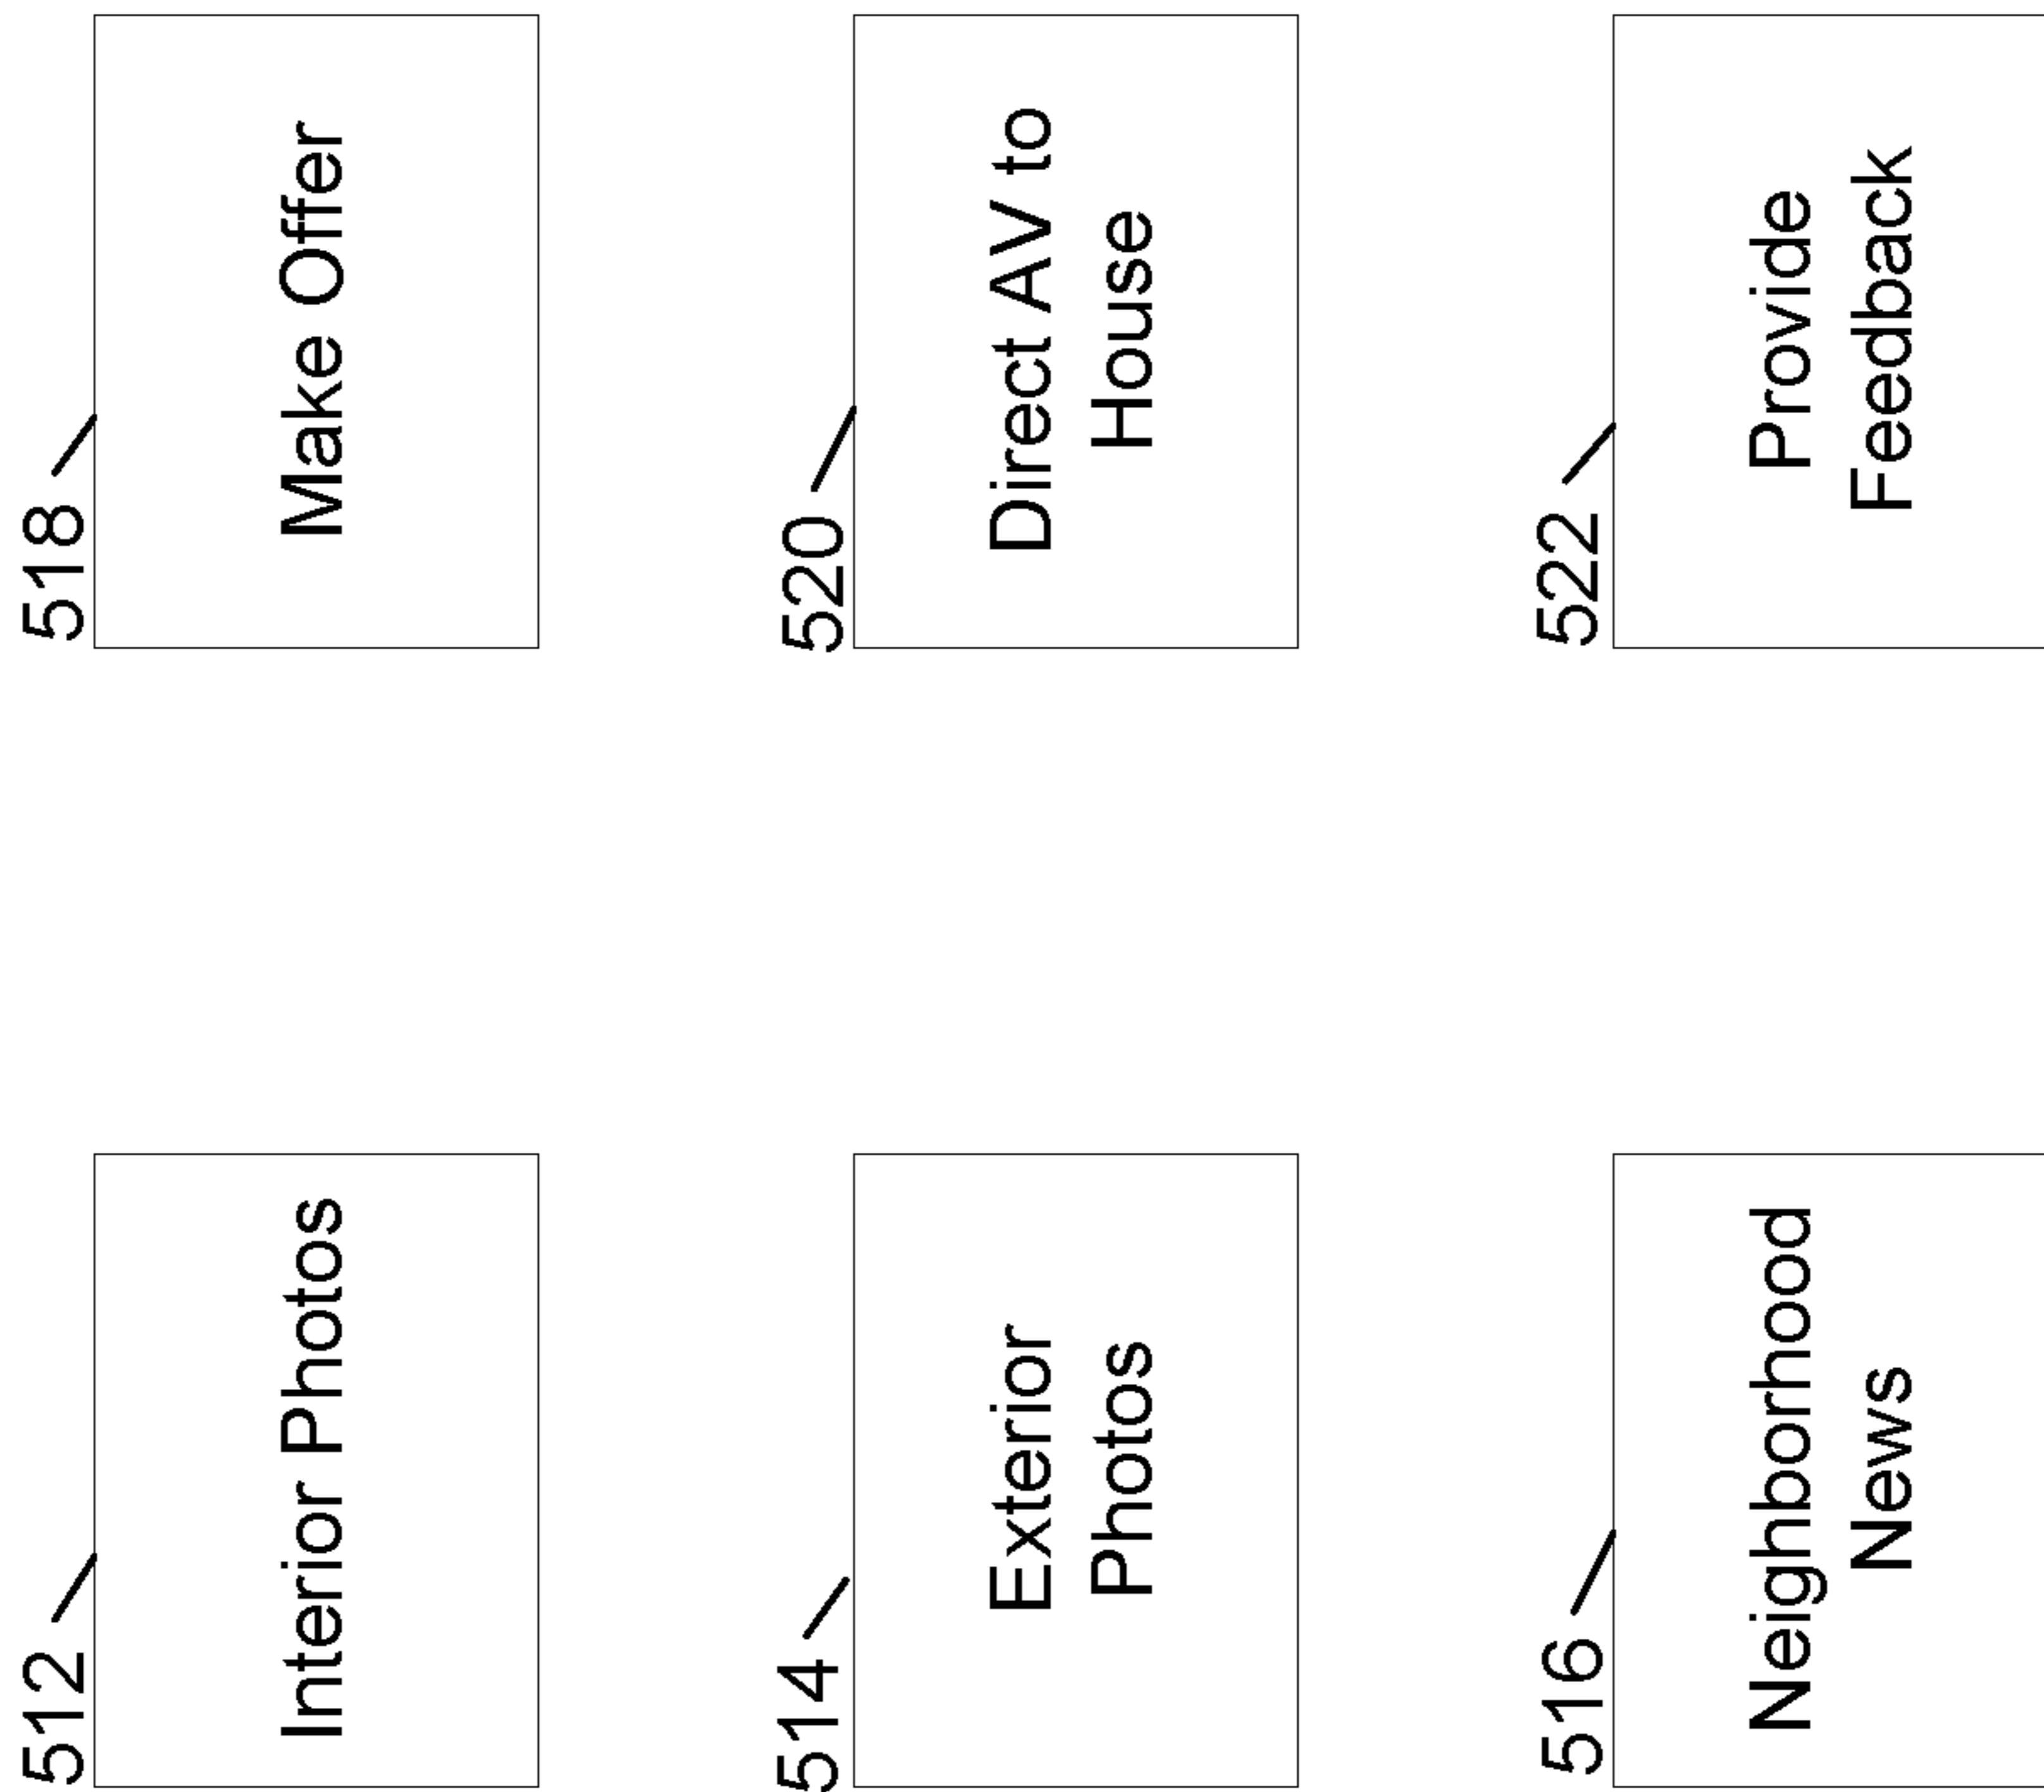 512
Interior Photos
518
Make Offer
514
Exterior
Photos
520
Direct AV to
House
516
Neighborhood
News
522
Provide
Feedback